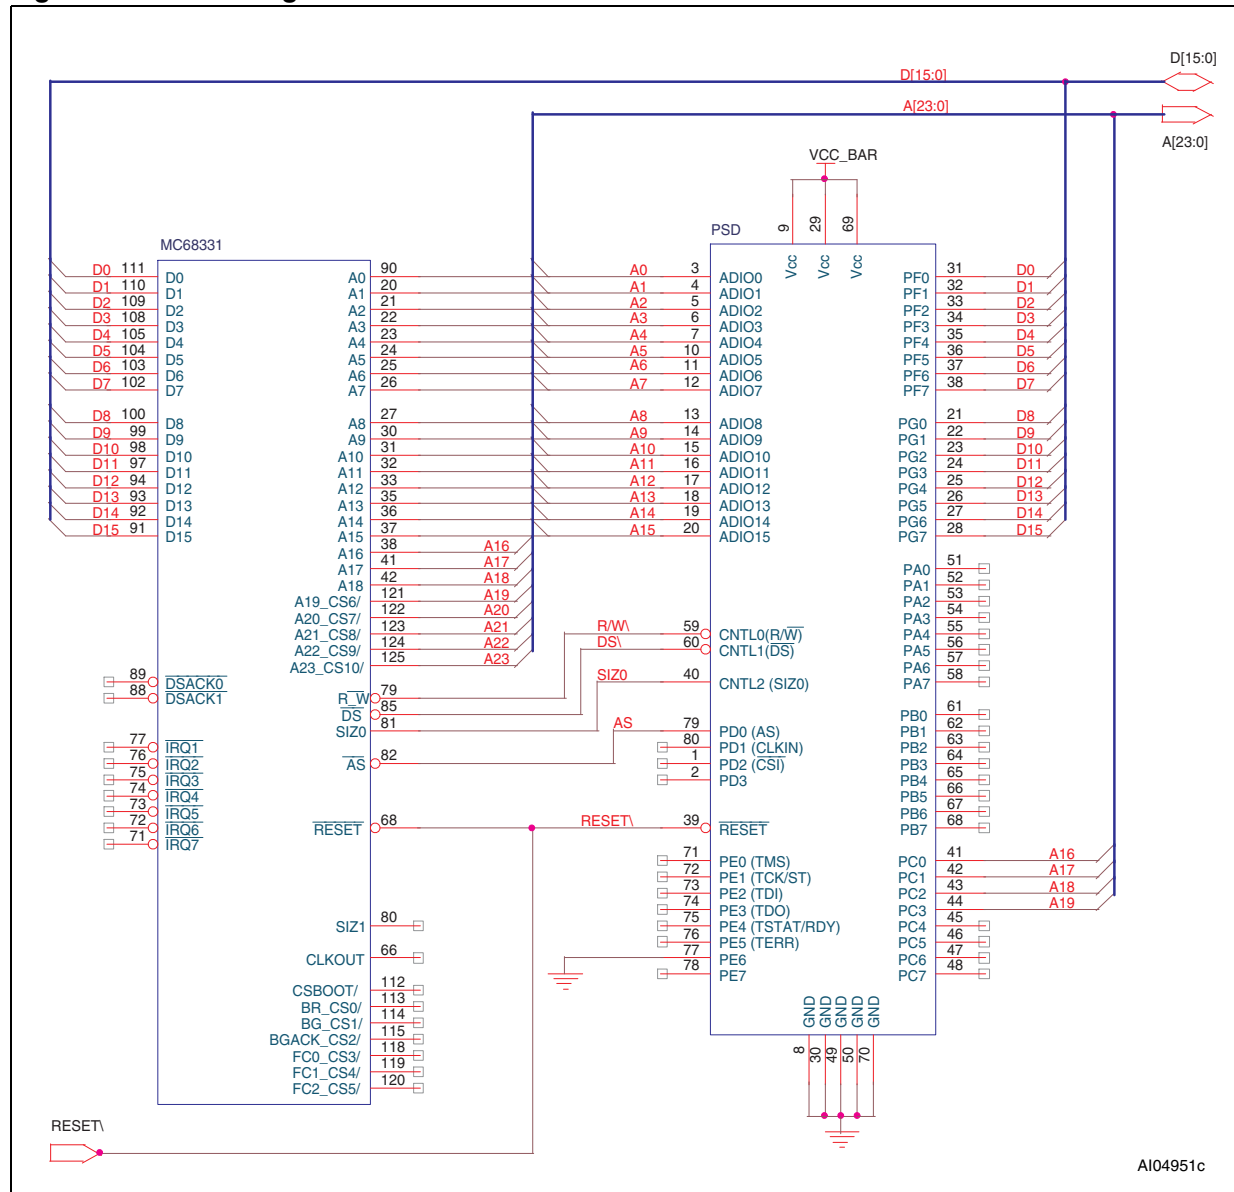 D[15:0]
D[15:0]
A[23:0]
A[23:0]
VCC_BAR
MC68331
PSD
9 29 69
Vcc Vcc Vcc
D0 111 D0 A0 90 A0 3 ADIO0 PF0 31 D0
D1 110 D1 A1 20 A1 4 ADIO1 PF1 32 D1
D2 109 D2 A2 21 A2 5 ADIO2 PF2 33 D2
D3 108 D3 A3 22 A3 6 ADIO3 PF3 34 D3
D4 105 D4 A4 23 A4 7 ADIO4 PF4 35 D4
D5 104 D5 A5 24 A5 10 ADIO5 PF5 36 D5
D6 103 D6 A6 25 A6 11 ADIO6 PF6 37 D6
D7 102 D7 A7 26 A7 12 ADIO7 PF7 38 D7
D8 100 D8 A8 27 A8 13 ADIO8 PG0 21 D8
D9 99 D9 A9 30 A9 14 ADIO9 PG1 22 D9
D10 98 D10 A10 31 A10 15 ADIO10 PG2 23 D10
D11 97 D11 A11 32 A11 16 ADIO11 PG3 24 D11
D12 94 D12 A12 33 A12 17 ADIO12 PG4 25 D12
D13 93 D13 A13 35 A13 18 ADIO13 PG5 26 D13
D14 92 D14 A14 36 A14 19 ADIO14 PG6 27 D14
D15 91 D15 A15 37 A15 20 ADIO15 PG7 28 D15
A16 38 A16
A17 41 A17 PA0 51
A18 42 A18 PA1 52
A19_CS6/ 121 A19 PA2 53
A20_CS7/ 122 A20 PA3 54
A21_CS8/ 123 A21 R/W\ 59 CNTL0(R/W) PA4 55
A22_CS9/ 124 A22 DS\ 60 CNTL1(DS) PA5 56
A23_CS10/ 125 A23 PA6 57
89 DSACK0 SIZ0 40 CNTL2 (SIZ0) PA7 58
88 DSACK1 R_W 79
DS 85 PB0 61
SIZ0 81 AS 79 PD0 (AS) PB1 62
77 IRQ1 80 PD1 (CLKIN) PB2 63
76 IRQ2 AS 82 1 PD2 (CSI) PB3 64
75 IRQ3 2 PD3 PB4 65
74 IRQ4 PB5 66
73 IRQ5 PB6 67
72 IRQ6 RESET 68 RESET\ 39 RESET PB7 68
71 IRQ7
71 PE0 (TMS) PC0 41 A16
72 PE1 (TCK/ST) PC1 42 A17
73 PE2 (TDI) PC2 43 A18
74 PE3 (TDO) PC3 44 A19
SIZ1 80 75 PE4 (TSTAT/RDY) PC4 45
76 PE5 (TERR) PC5 46
CLKOUT 66 77 PE6 PC6 47
78 PE7 PC7 48
CSBOOT/ 112
BR_CS0/ 113
BG_CS1/ 114
BGACK_CS2/ 115
FC0_CS3/ 118
FC1_CS4/ 119
FC2_CS5/ 120
GND GND GND GND GND
8 30 49 50 70
RESET\
AI04951c